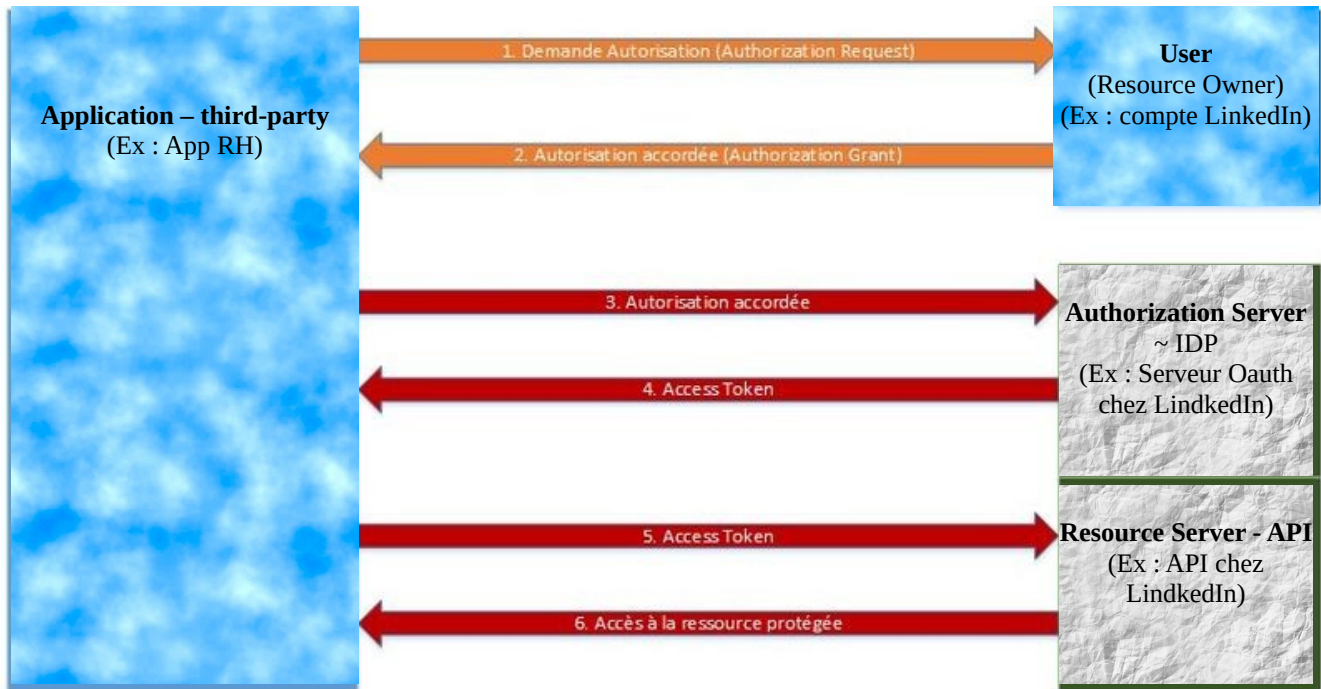 1. Demande Autorisation (Authorization Request)
User
(Resource Owner)
(Ex : compte LinkedIn)
Application – third-party
(Ex : App RH)
2. Autorisation accordée (Authorization Grant)
3. Autorisation accordée
Authorization Server
~ IDP
(Ex : Serveur Oauth
chez LindkedIn)
4. Access Token
5. Access Token
Resource Server - API
(Ex : API chez
LindkedIn)
6. Accès à la ressource protégée